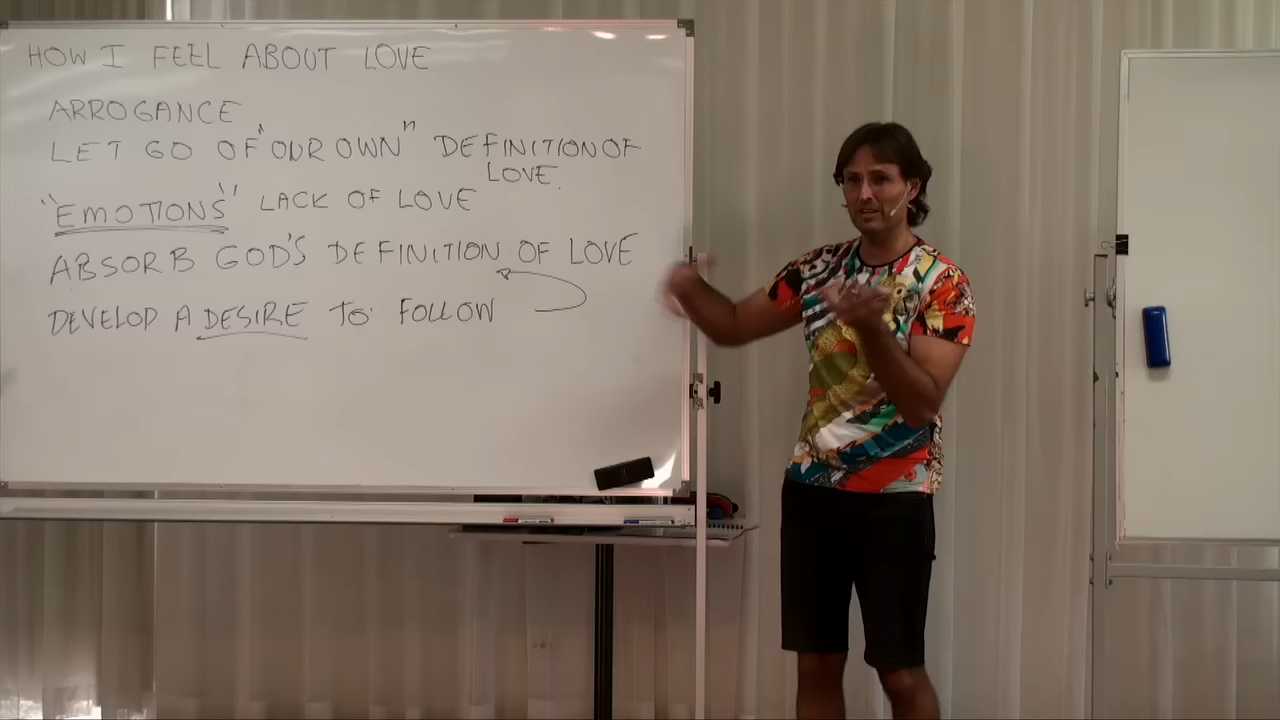 HOW I FEEL ABOUT LOVE
ARROGANCE
LET GO OF "OUR OWN" DEFINITION OF
LOVE.
"EMOTIONS" LACK OF LOVE
ABSORB GOD'S DEFINITION OF LOVE
DEVELOP A DESIRE TO FOLLOW